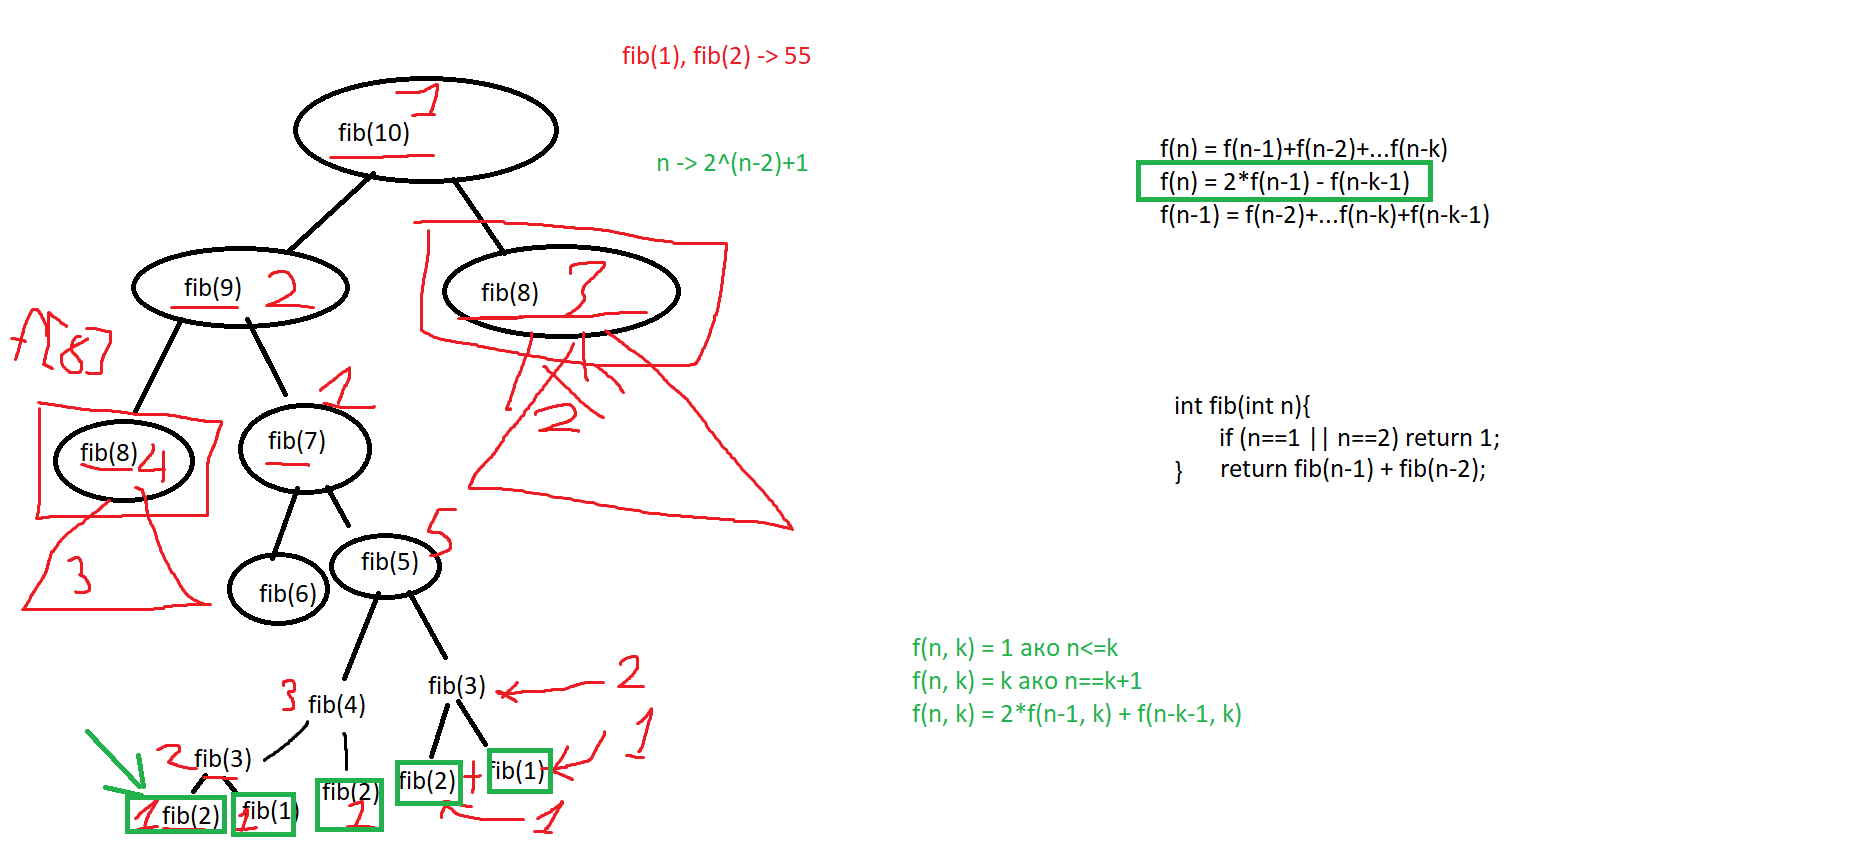 fib(1), fib(2) -> 55
1
fib(10)
n -> 2^(n-2)+1
f(n) = f(n-1)+f(n-2)+...f(n-k)
f(n) = 2*f(n-1) - f(n-k-1)
f(n-1) = f(n-2)+...f(n-k)+f(n-k-1)
fib(9) 2
fib(8)
f[8]
1
2
fib(8) 4
fib(7)
3
int fib(int n){
if (n==1 || n==2) return 1;
} return fib(n-1) + fib(n-2);
5
fib(5)
fib(6)
f(n, k) = 1 ако n<=k
f(n, k) = k ако n==k+1
f(n, k) = 2*f(n-1, k) + f(n-k-1, k)
3 fib(4)
fib(3) 2
2 fib(3)
1
fib(2) + fib(1)
1 fib(2)
1 fib(1)
fib(2)
1
1